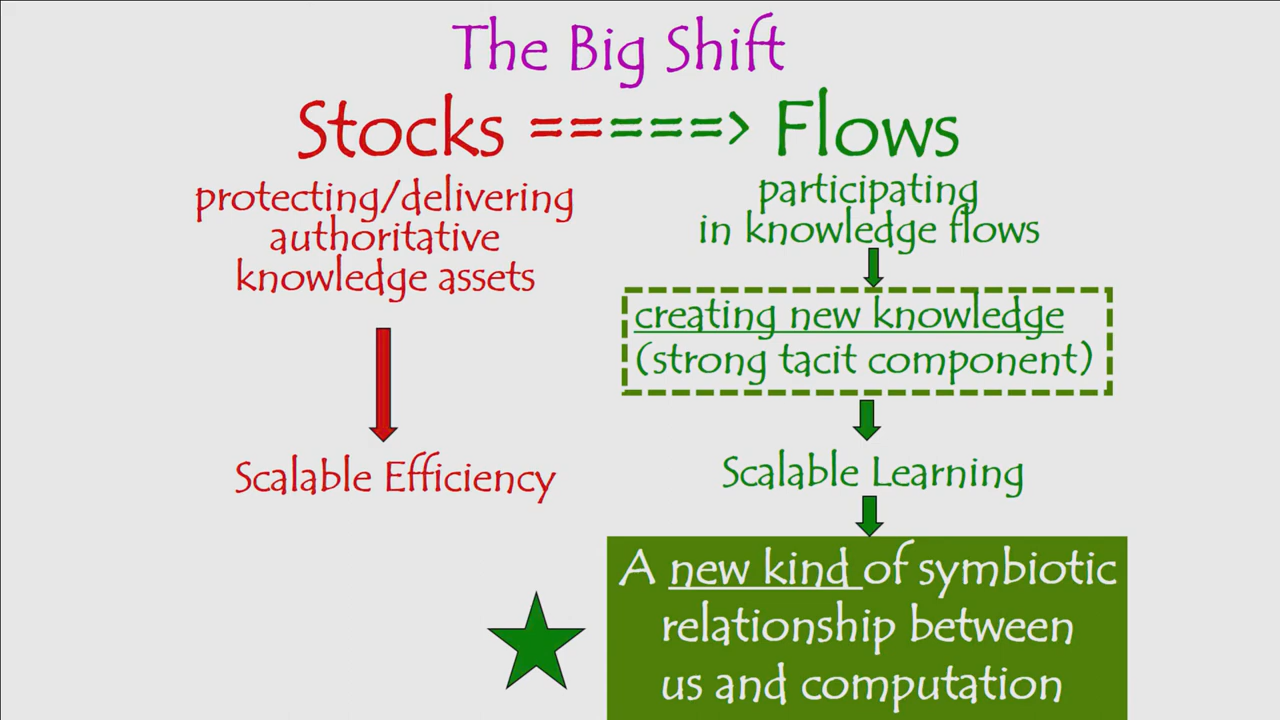 The Big Shift
Stocks =====> Flows
protecting/delivering
authoritative
knowledge assets
Scalable Efficiency
participating
in knowledge flows
creating new knowledge
(strong tacit component)
Scalable Learning
A new kind of symbiotic
relationship between
us and computation